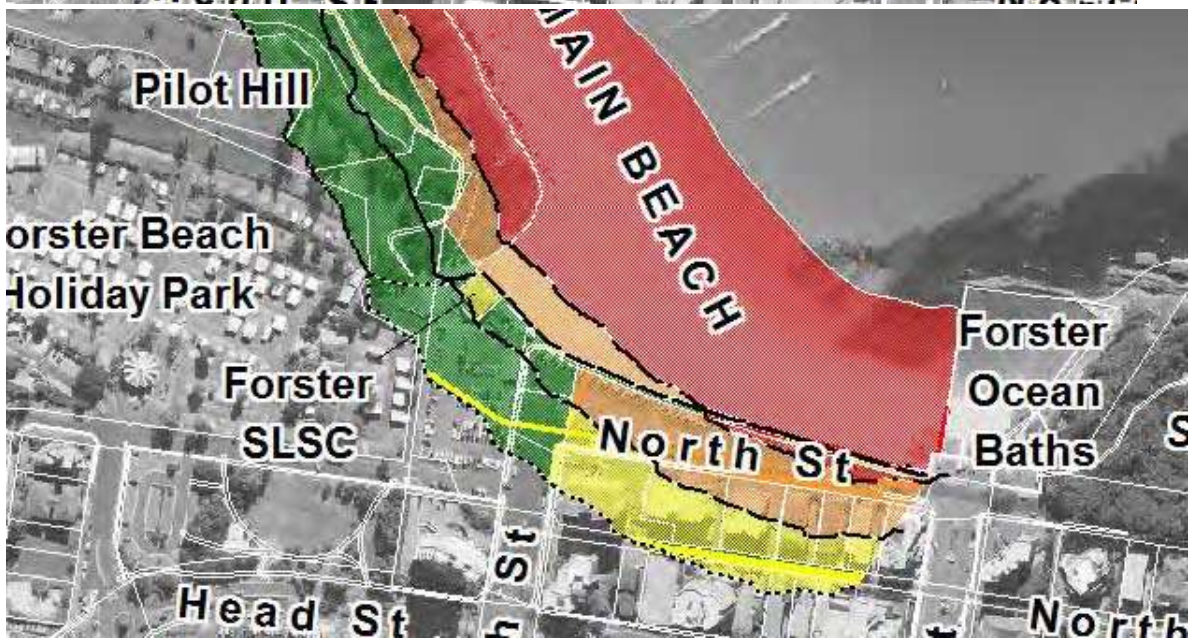 Pilot Hill
MAIN BEACH
orster Beach
Holiday Park
Forster
SLSC
Forster
Ocean
Baths
North St
S
h St
Head St
t
North